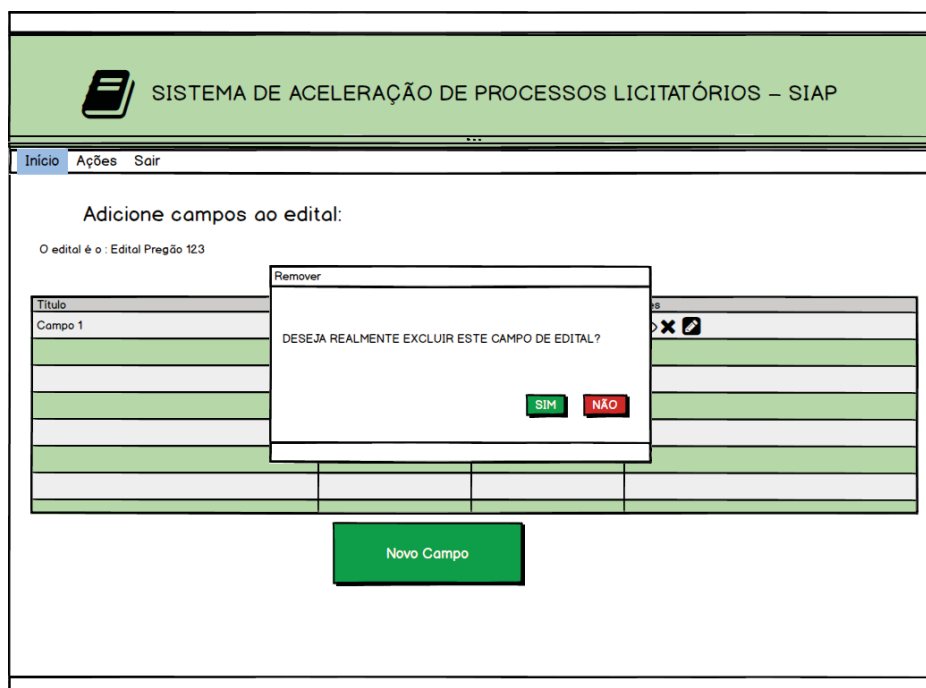 SISTEMA DE ACELERAÇÃO DE PROCESSOS LICITATÓRIOS – SIAP
Início Ações Sair
Adicione campos ao edital:
O edital é o : Edital Pregão 123
Remover
Título
Campo 1
DESEJA REALMENTE EXCLUIR ESTE CAMPO DE EDITAL?
SIM NÃO
Novo Campo